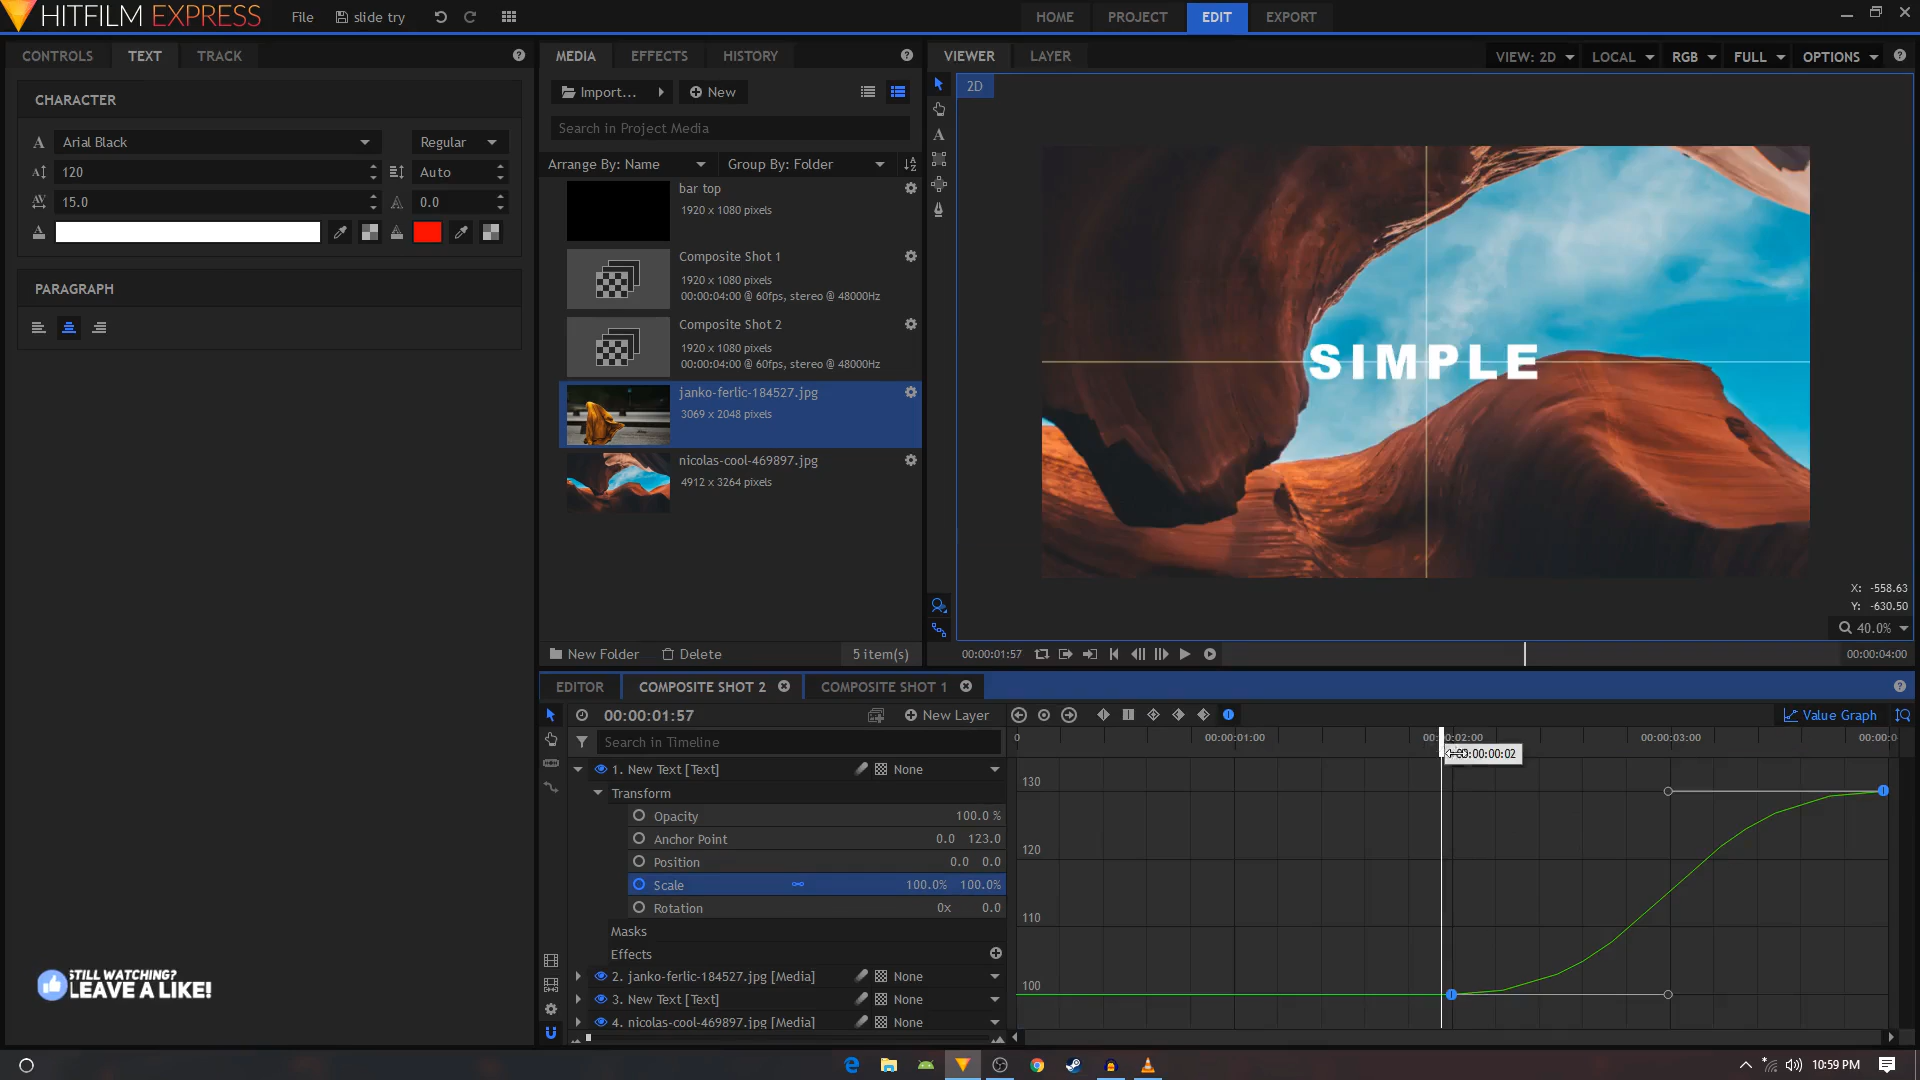 HITFILM EXPRESS File slide try HOME PROJECT EDIT EXPORT
CONTROLS TEXT TRACK
CHARACTER
A Arial Black Regular
120 Auto
15.0 0.0
PARAGRAPH
STILL WATCHING?
LEAVE A LIKE!
MEDIA EFFECTS HISTORY
Import... New
Search in Project Media
Arrange By: Name Group By: Folder
bar top
1920 x 1080 pixels
Composite Shot 1
1920 x 1080 pixels
00:00:04:00 @ 60fps, stereo @ 48000Hz
Composite Shot 2
1920 x 1080 pixels
00:00:04:00 @ 60fps, stereo @ 48000Hz
janko-ferlic-184527.jpg
3069 x 2048 pixels
nicolas-cool-469897.jpg
4912 x 3264 pixels
New Folder Delete 5 item(s)
VIEWER LAYER VIEW: 2D LOCAL RGB FULL OPTIONS
2D
SIMPLE
X: -558.63
Y: -630.50
40.0%
00:00:01:57 00:00:04:00
EDITOR COMPOSITE SHOT 2 COMPOSITE SHOT 1
00:00:01:57 New Layer Value Graph
Search in Timeline
0 00:00:01:00 00:00:02:00 00:00:03:00
1. New Text [Text] None
Transform
Opacity 100.0 %
Anchor Point 0.0 123.0
Position 0.0 0.0
Scale 100.0% 100.0%
Rotation 0x 0.0
Masks
Effects
2. janko-ferlic-184527.jpg [Media] None
3. New Text [Text] None
4. nicolas-cool-469897.jpg [Media] None
130
120
110
100
10:59 PM